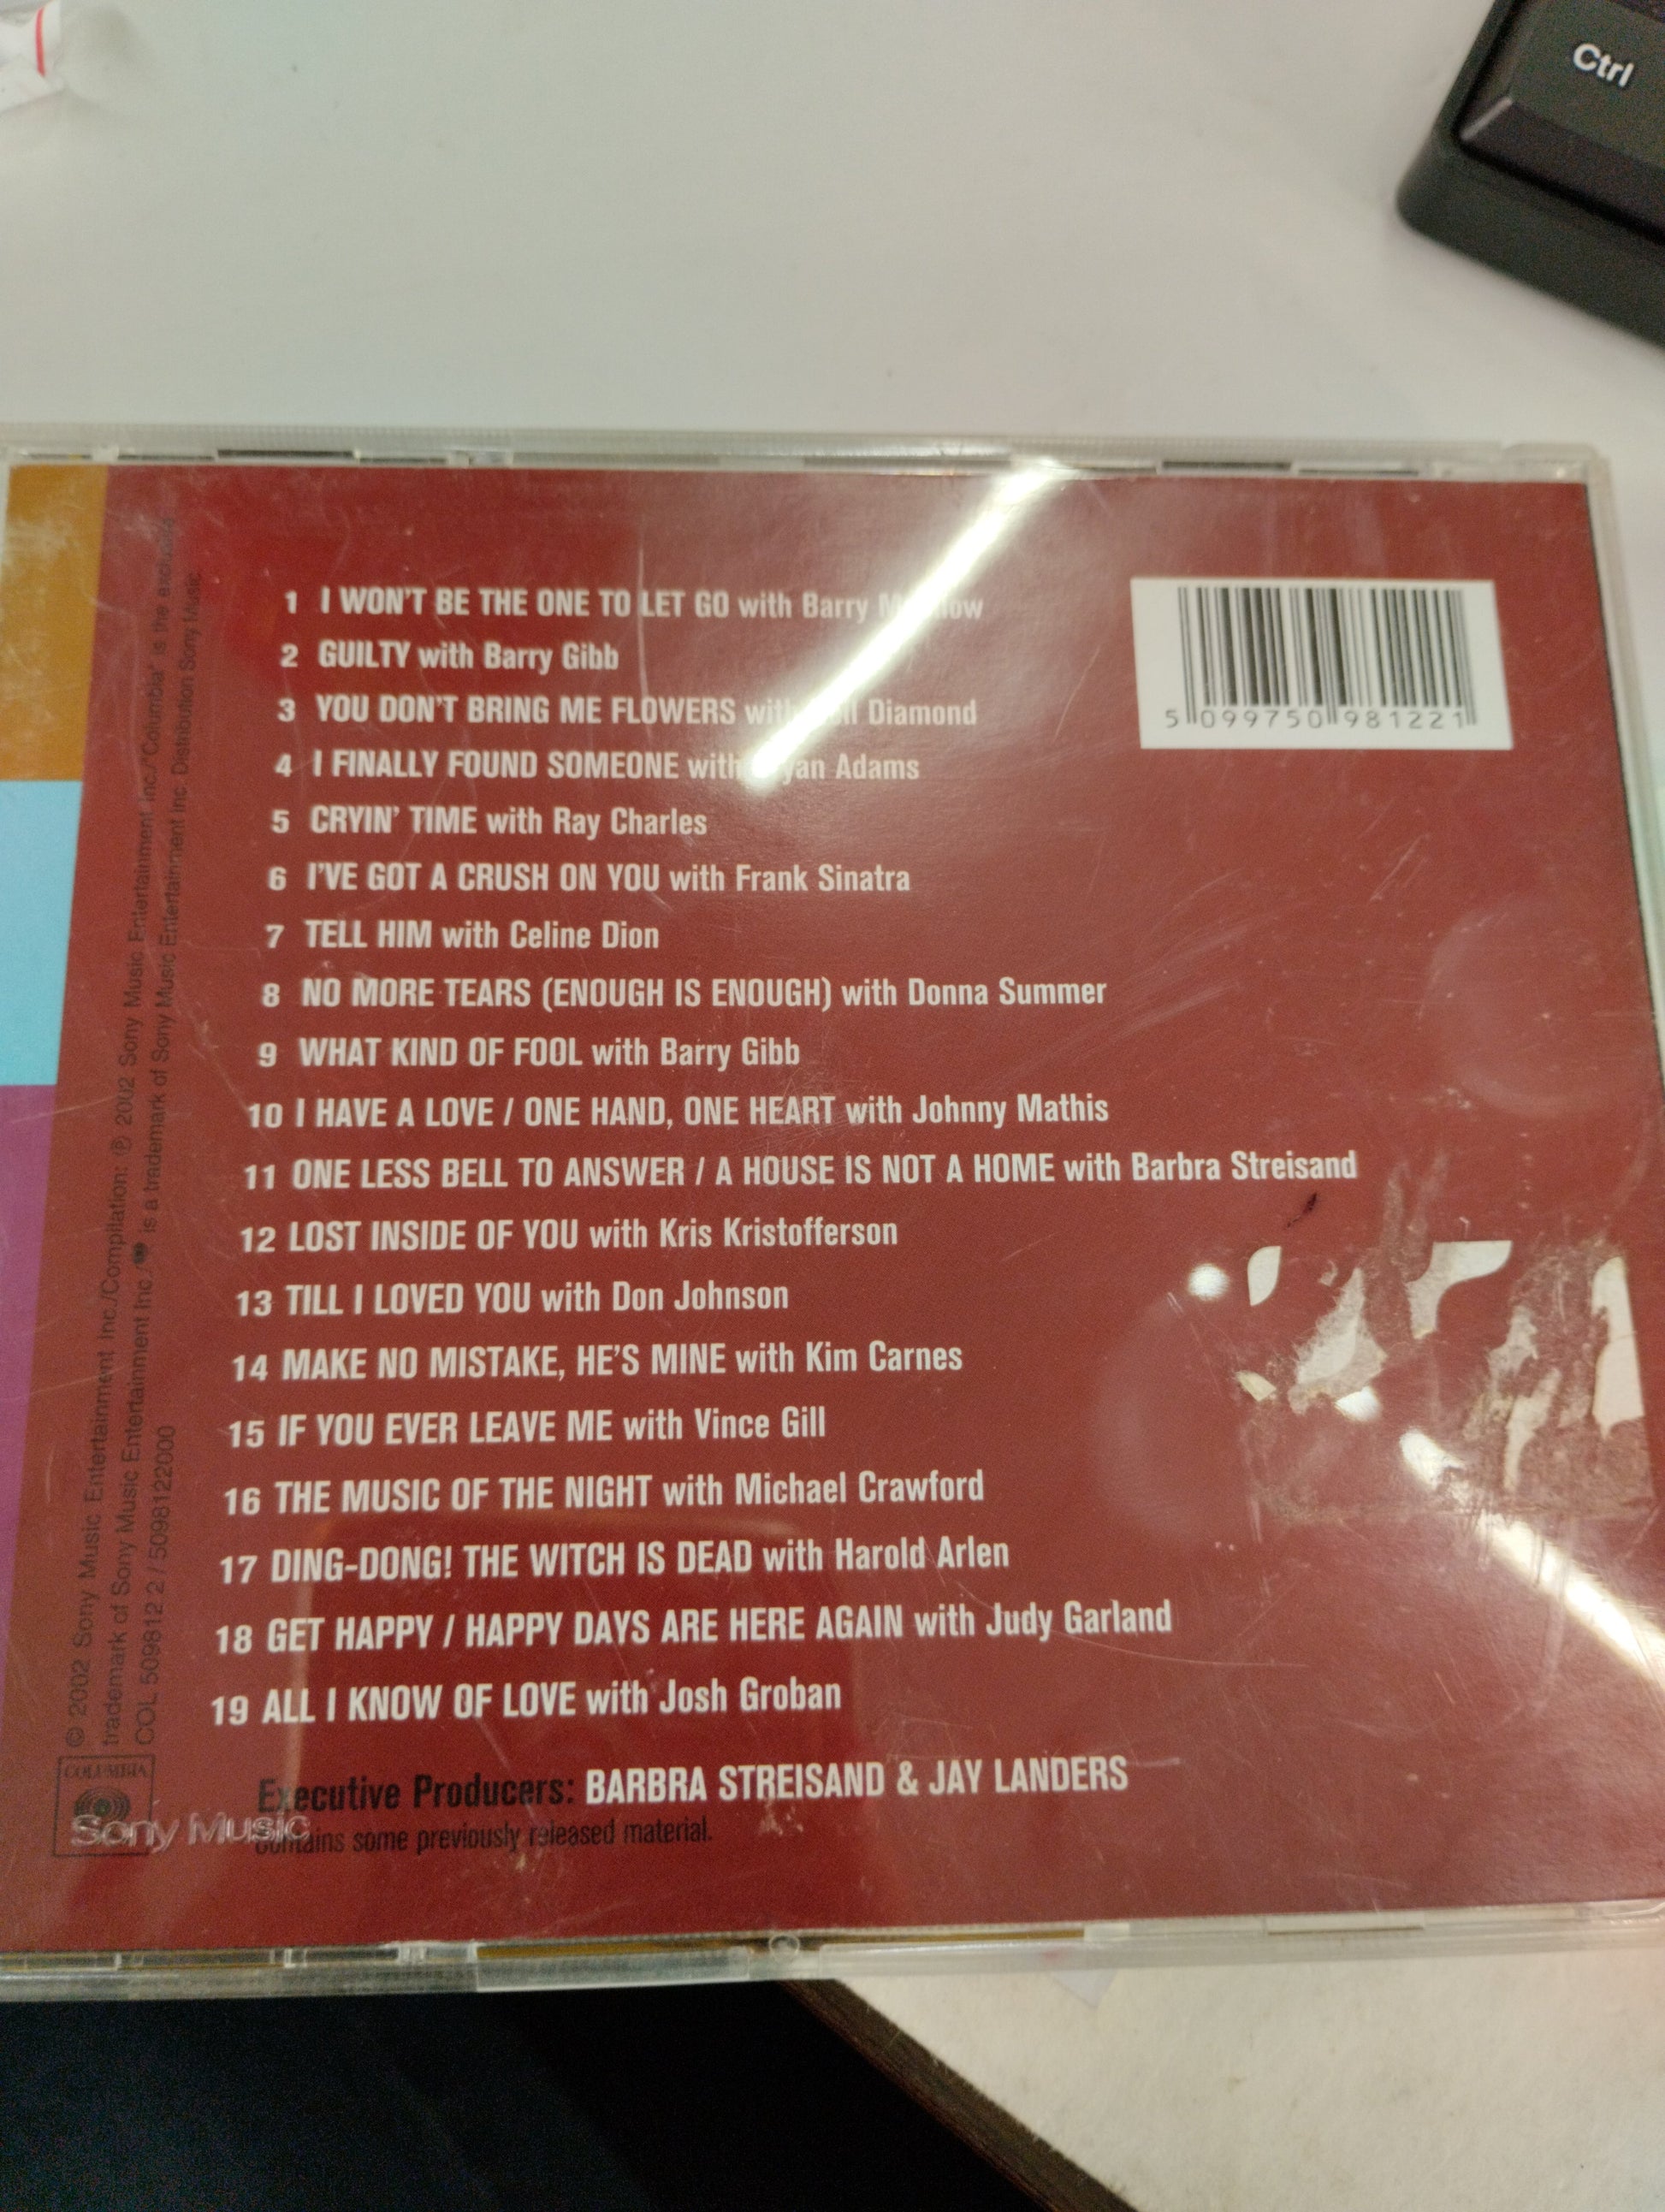 Ctrl
1 I WON'T BE THE ONE TO LET GO with Barry
2 GUILTY with Barry Gibb
3 YOU DON'T BRING ME FLOWERS with Diamond
4 I FINALLY FOUND SOMEONE with Adams
5 CRYIN' TIME with Ray Charles
6 I'VE GOT A CRUSH ON YOU with Frank Sinatra
7 TELL HIM with Celine Dion
8 NO MORE TEARS (ENOUGH IS ENOUGH) with Donna Summer
9 WHAT KIND OF FOOL with Barry Gibb
10 I HAVE A LOVE / ONE HAND, ONE HEART with Johnny Mathis
11 ONE LESS BELL TO ANSWER / A HOUSE IS NOT A HOME with Barbra Streisand
12 LOST INSIDE OF YOU with Kris Kristofferson
13 TILL I LOVED YOU with Don Johnson
14 MAKE NO MISTAKE, HE'S MINE with Kim Carnes
15 IF YOU EVER LEAVE ME with Vince Gill
16 THE MUSIC OF THE NIGHT with Michael Crawford
17 DING-DONG! THE WITCH IS DEAD with Harold Arlen
18 GET HAPPY / HAPPY DAYS ARE HERE AGAIN with Judy Garland
19 ALL I KNOW OF LOVE with Josh Groban
Executive Producers: BARBRA STREISAND & JAY LANDERS
Contains some previously released material.
5 099750 981221
© 2002 Sony Music Entertainment Inc./Compilation: ℗ 2002 Sony Music Entertainment Inc./"Columbia" is the exclusive
trademark of Sony Music Entertainment Inc./ is a trademark of Sony Music Entertainment Inc Distribution Sony Music
COL 509812 2 / 5098122000
COLUMBIA
Sony Music